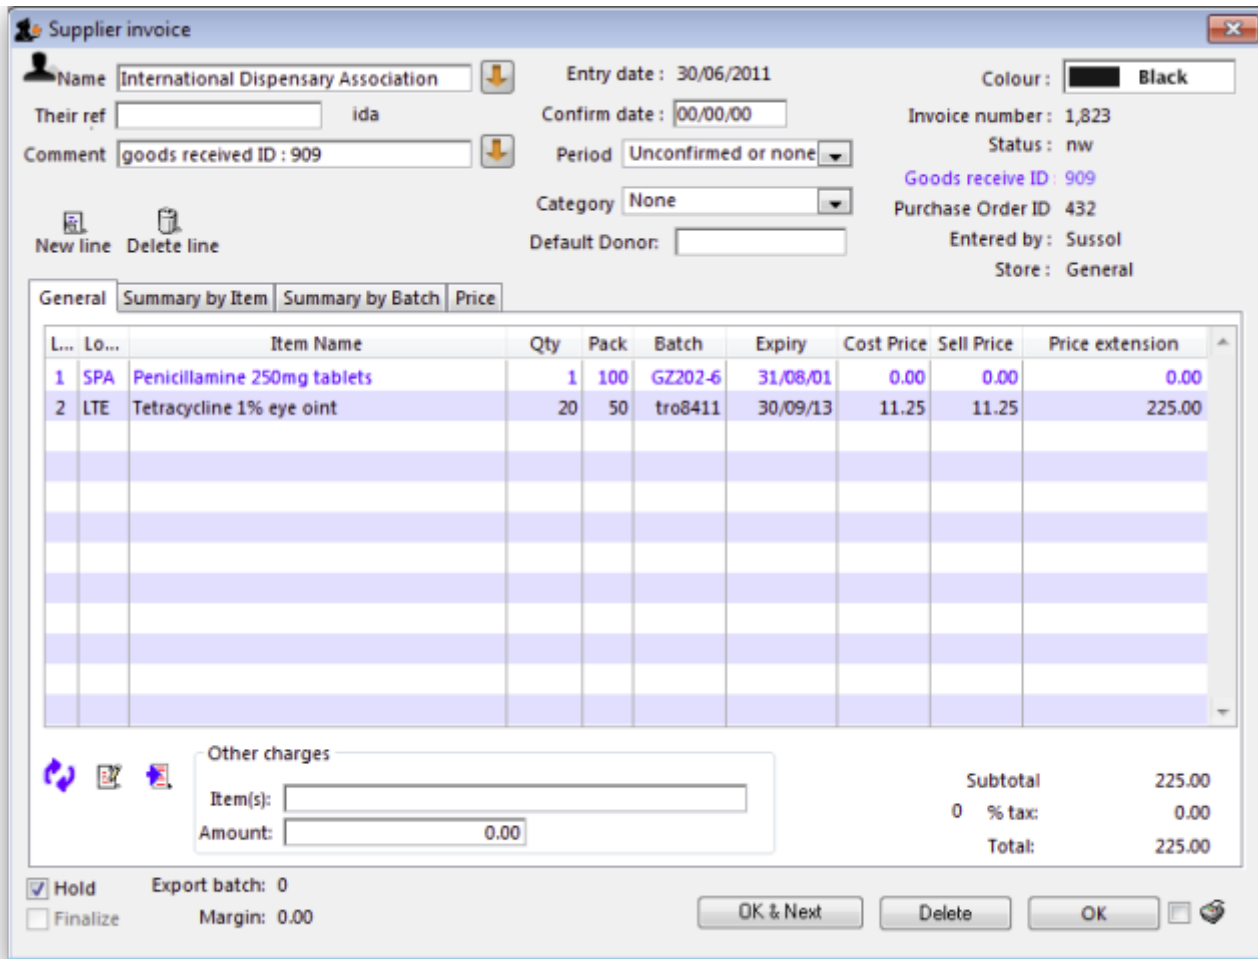 Supplier invoice
Name International Dispensary Association
Entry date : 30/06/2011
Colour : Black
Their ref ida
Confirm date : 00/00/00
Invoice number : 1,823
Comment goods received ID : 909
Period Unconfirmed or none
Status : nw
Goods receive ID : 909
Category None
Purchase Order ID 432
New line Delete line
Default Donor:
Entered by : Sussol
Store : General
General Summary by Item Summary by Batch Price
L... Lo... Item Name Qty Pack Batch Expiry Cost Price Sell Price Price extension
1 SPA Penicillamine 250mg tablets 1 100 GZ202-6 31/08/01 0.00 0.00 0.00
2 LTE Tetracycline 1% eye oint 20 50 tro8411 30/09/13 11.25 11.25 225.00
Other charges
Item(s):
Amount: 0.00
Subtotal 225.00
0 % tax: 0.00
Total: 225.00
Hold Export batch: 0
Finalize Margin: 0.00
OK & Next Delete OK